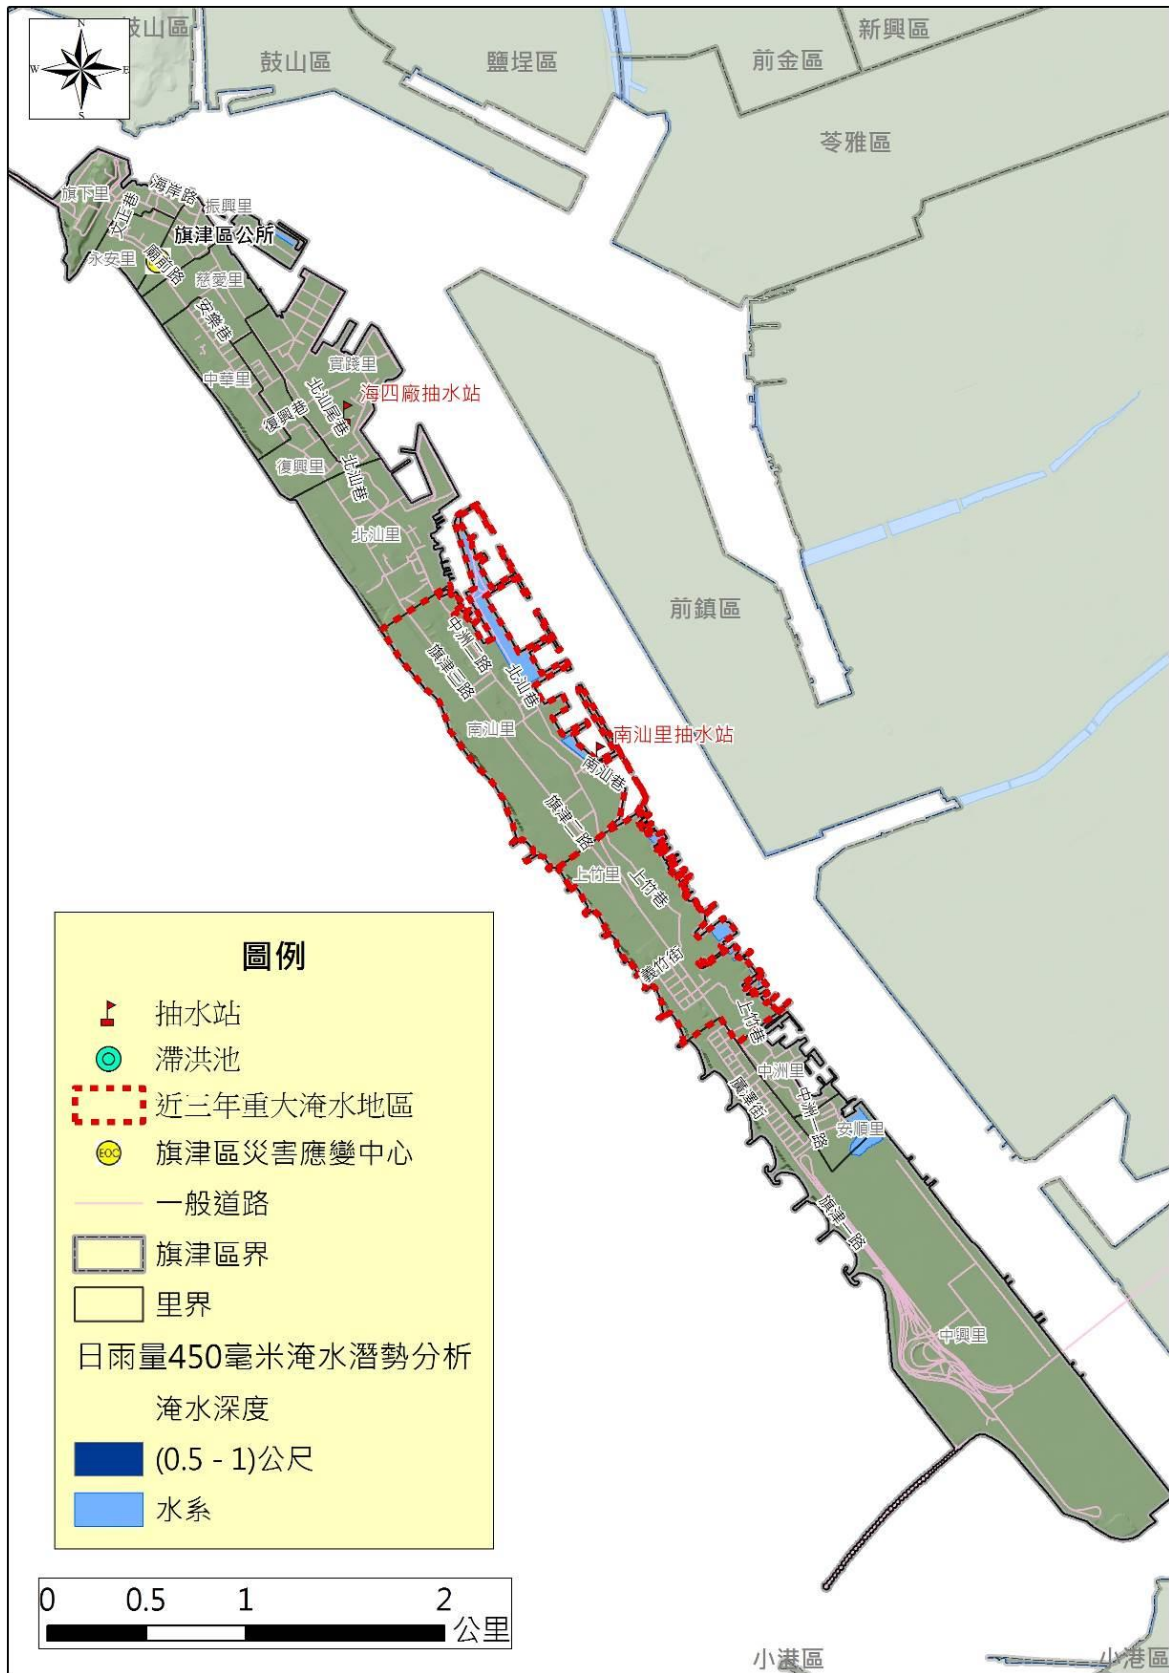 N
W
E
S
鼓山區
鼓山區
鹽埕區
新興區
前金區
苓雅區
旗下里
文正巷
海岸路
振興里
旗津區公所
永安里
廟前路
慈愛里
安樂巷
中華里
實踐里
海四廠抽水站
北汕尾巷
復興巷
復興里
北汕巷
北汕里
前鎮區
中洲二路
旗津三路
北汕巷
南汕里
南汕里抽水站
南汕巷
旗津二路
上竹里
上竹巷
義竹街
上竹巷
中洲里
廣澤街
中洲一路
安順里
旗津一路
中興里
圖例
抽水站
滯洪池
近三年重大淹水地區
EOC
旗津區災害應變中心
一般道路
旗津區界
里界
日雨量450毫米淹水潛勢分析
淹水深度
(0.5 - 1)公尺
水系
0 0.5 1 2
公里
小港區
小港區